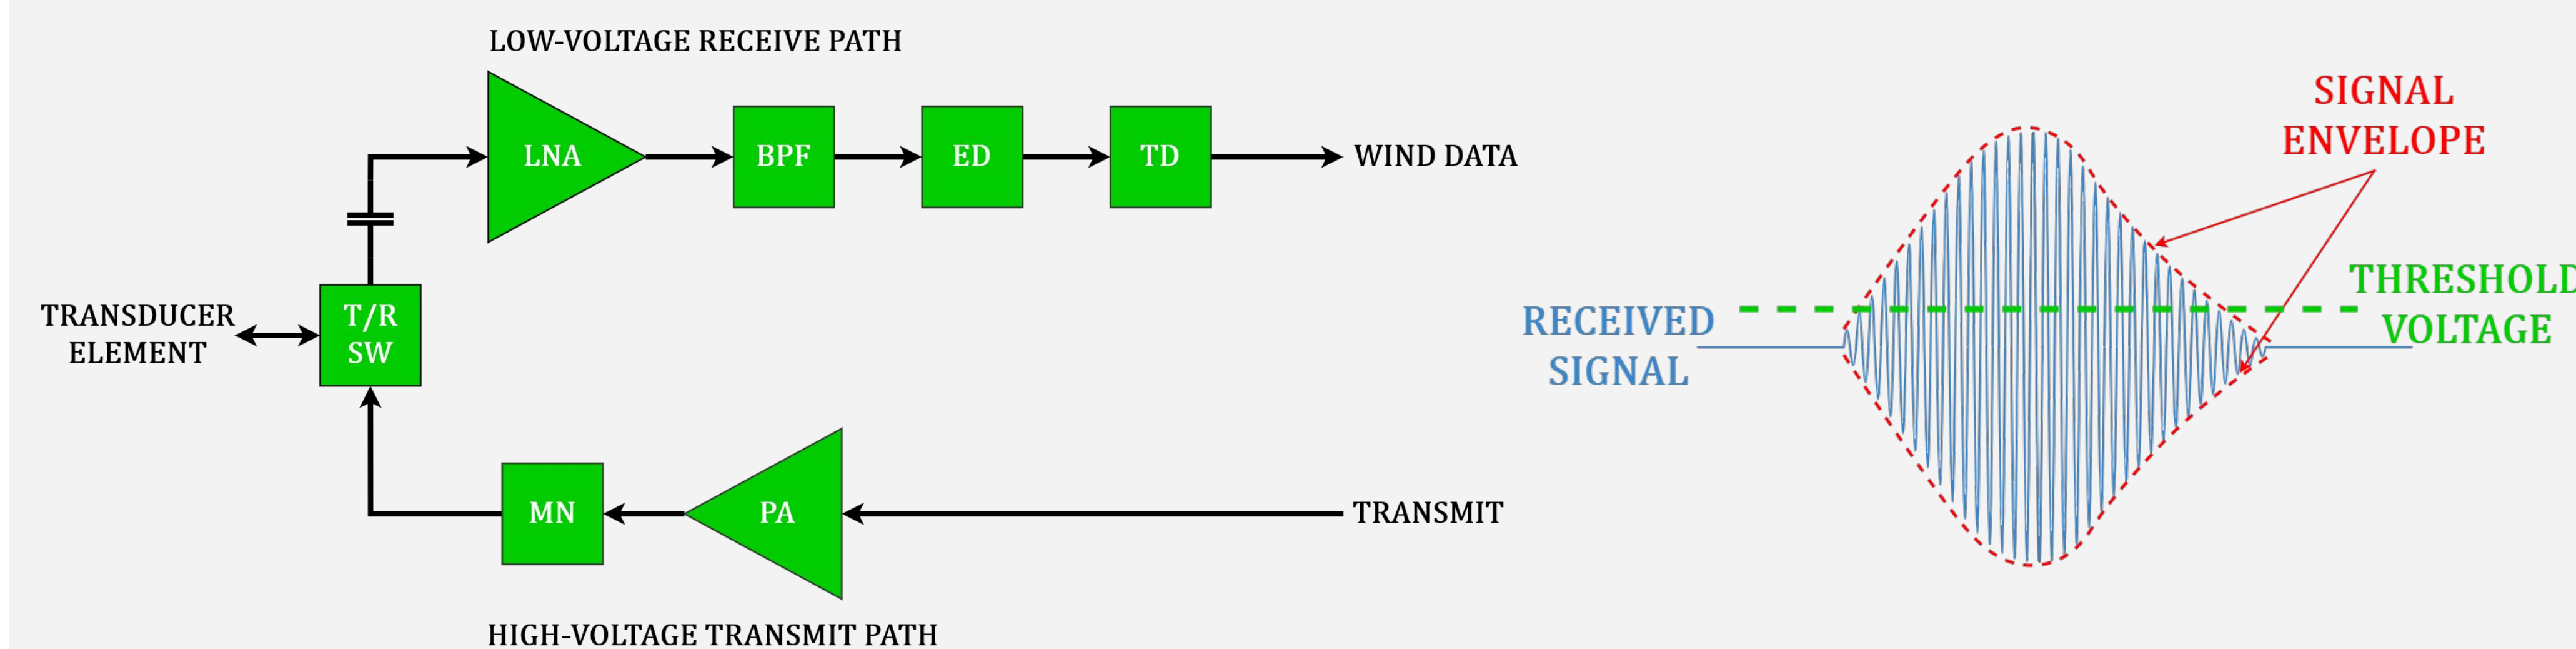 LOW-VOLTAGE RECEIVE PATH
LNA
BPF
ED
TD
WIND DATA
TRANSDUCER
ELEMENT
T/R
SW
MN
PA
TRANSMIT
HIGH-VOLTAGE TRANSMIT PATH
SIGNAL
ENVELOPE
RECEIVED
SIGNAL
THRESHOLD
VOLTAGE